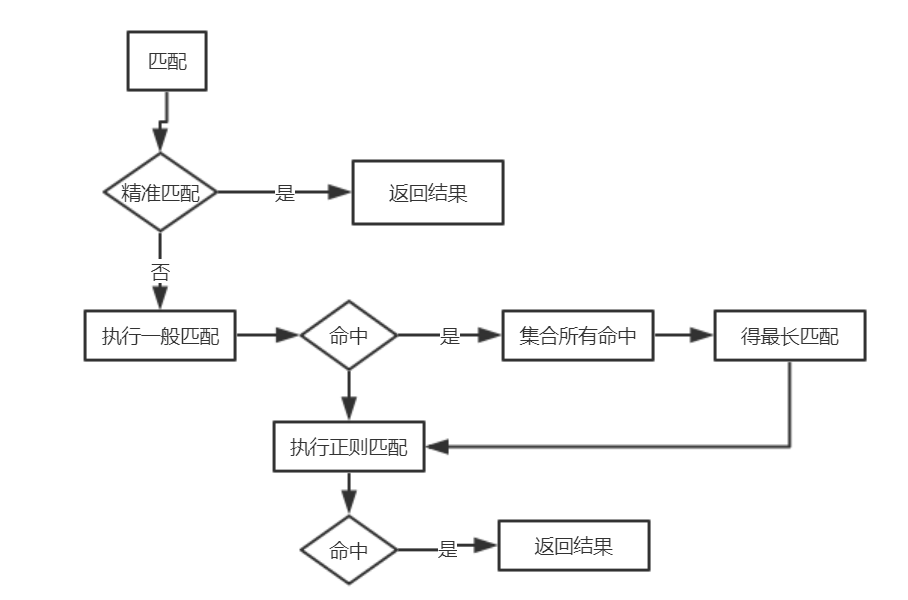 匹配
精准匹配
是
返回结果
否
执行一般匹配
命中
是
集合所有命中
得最长匹配
执行正则匹配
命中
是
返回结果